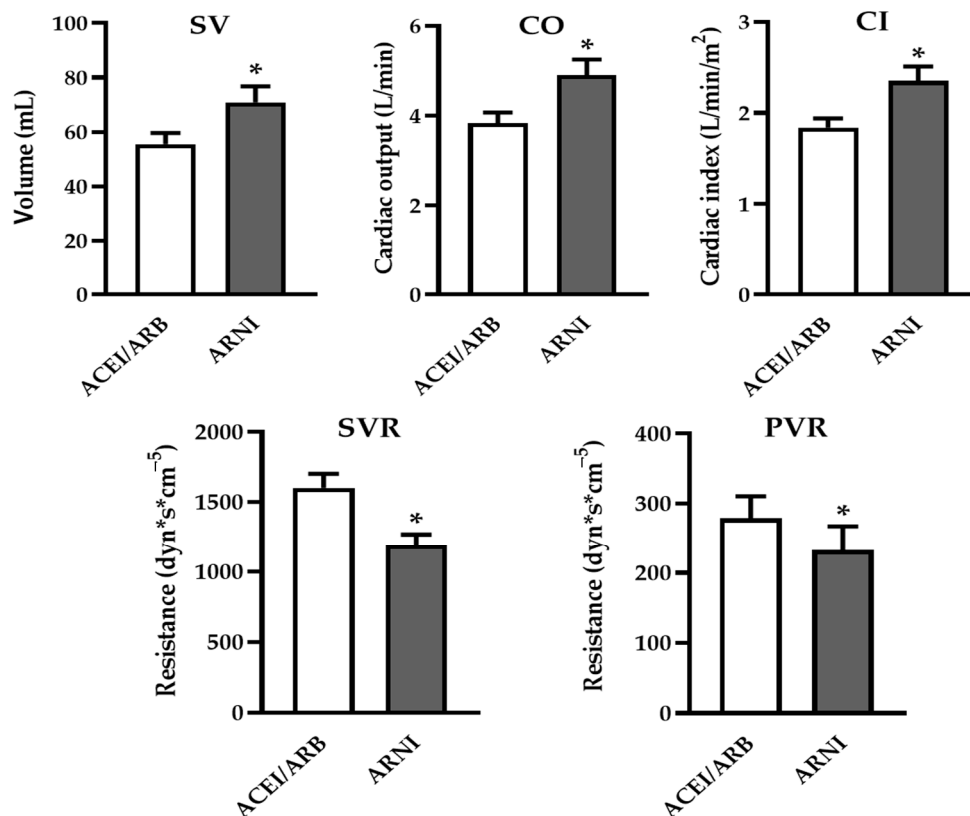 SV
Volume (mL)
100
80
60
40
20
0
*
ACEI/ARB
ARNI
CO
Cardiac output (L/min)
6
4
2
0
*
ACEI/ARB
ARNI
CI
Cardiac index (L/min/m²)
3
2
1
0
*
ACEI/ARB
ARNI
SVR
Resistance (dyn*s*cm⁻⁵)
2000
1500
1000
500
0
*
ACEI/ARB
ARNI
PVR
Resistance (dyn*s*cm⁻⁵)
400
300
200
100
0
*
ACEI/ARB
ARNI